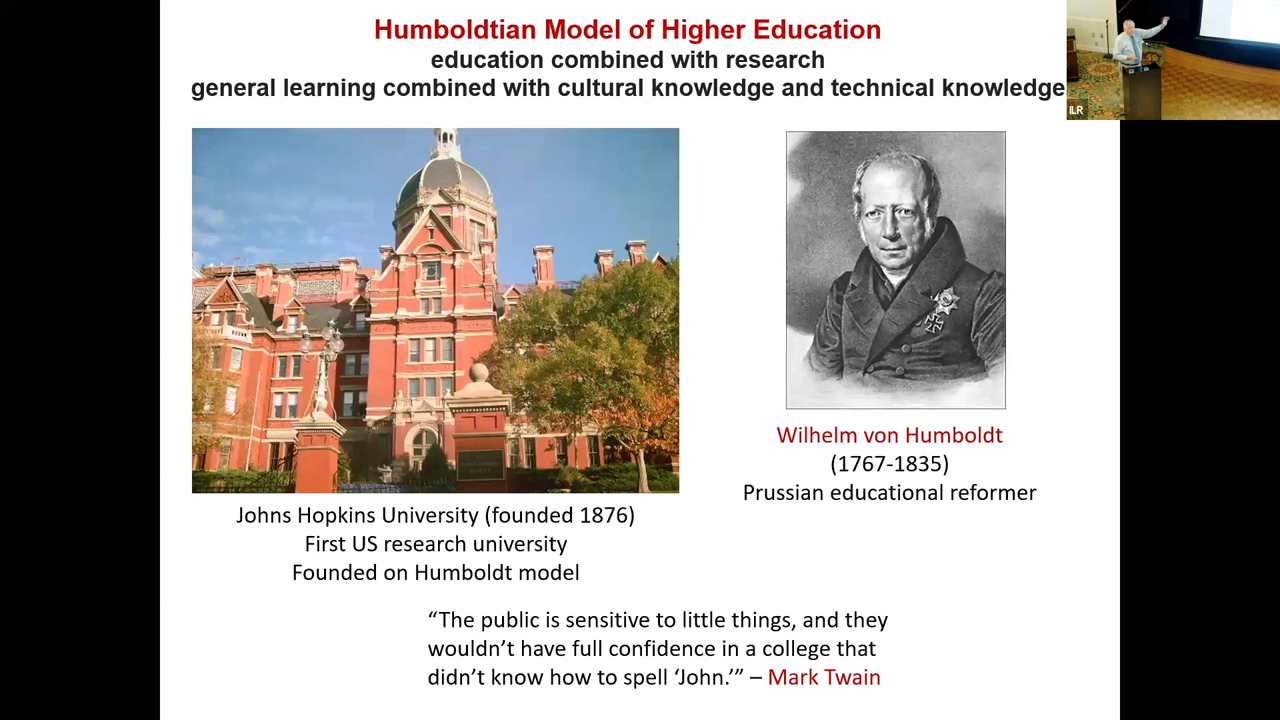 Humboldtian Model of Higher Education
education combined with research
general learning combined with cultural knowledge and technical knowledge
ILR
Johns Hopkins University (founded 1876)
First US research university
Founded on Humboldt model
Wilhelm von Humboldt
(1767-1835)
Prussian educational reformer
“The public is sensitive to little things, and they
wouldn’t have full confidence in a college that
didn’t know how to spell ‘John.’” – Mark Twain